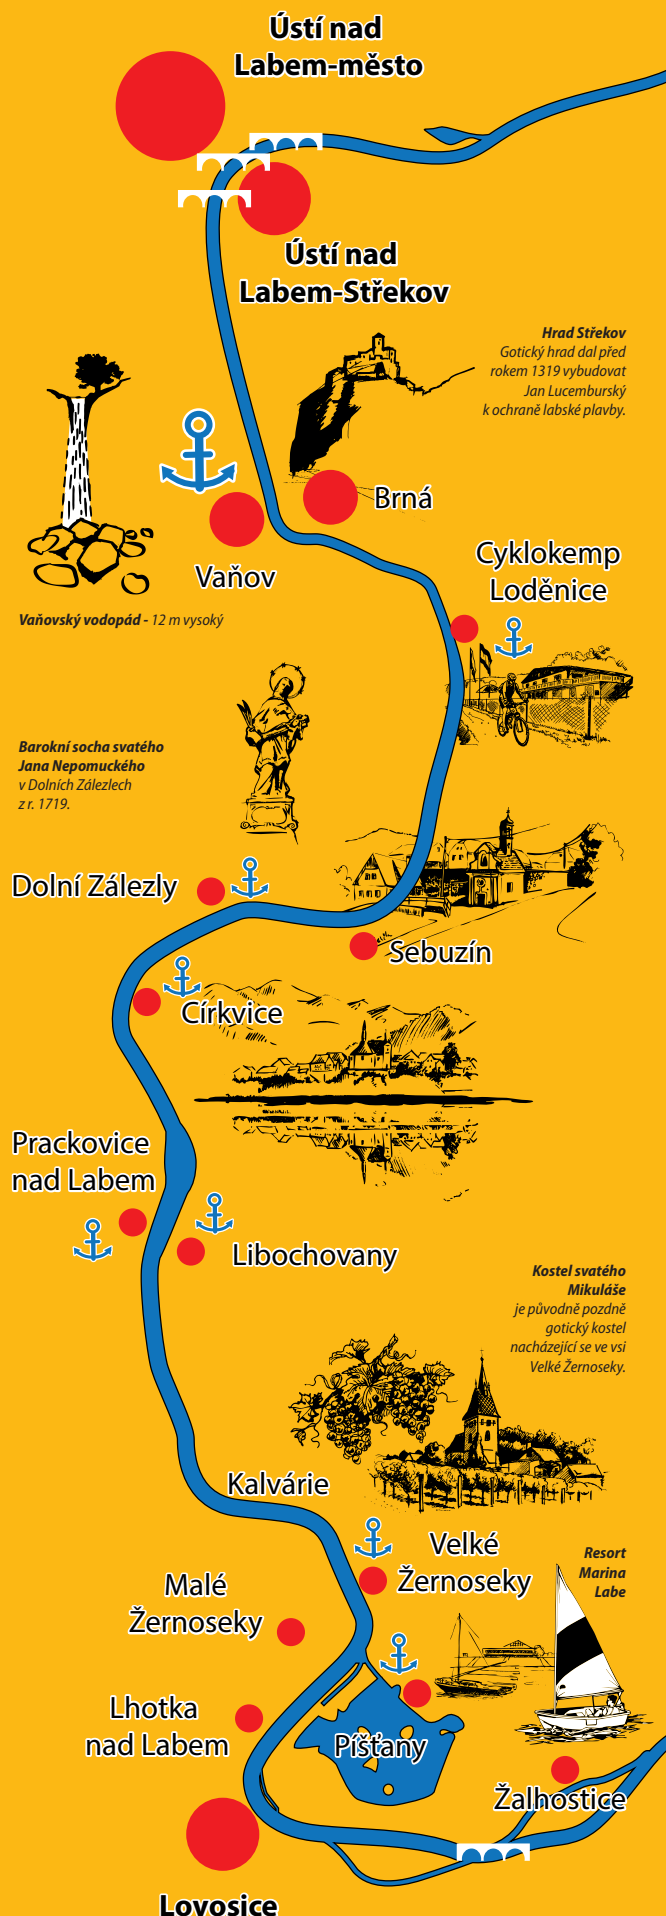 Ústí nad
Labem-město
Ústí nad
Labem-Střekov
Hrad Střekov
Gotický hrad dal před
rokem 1319 vybudovat
Jan Lucemburský
k ochraně labské plavby.
Brná
Vaňov
Cyklokemp
Loděnice
Vaňovský vodopád - 12 m vysoký
Barokní socha svatého
Jana Nepomuckého
v Dolních Zálezlech
z r. 1719.
Dolní Zálezly
Sebuzín
Církvice
Prackovice
nad Labem
Libochovany
Kostel svatého
Mikuláše
je původně pozdně
gotický kostel
nacházející se ve vsi
Velké Žernoseky.
Kalvárie
Velké
Žernoseky
Resort
Marina
Labe
Malé
Žernoseky
Lhotka
nad Labem
Píšťany
Žalhostice
Lovosice